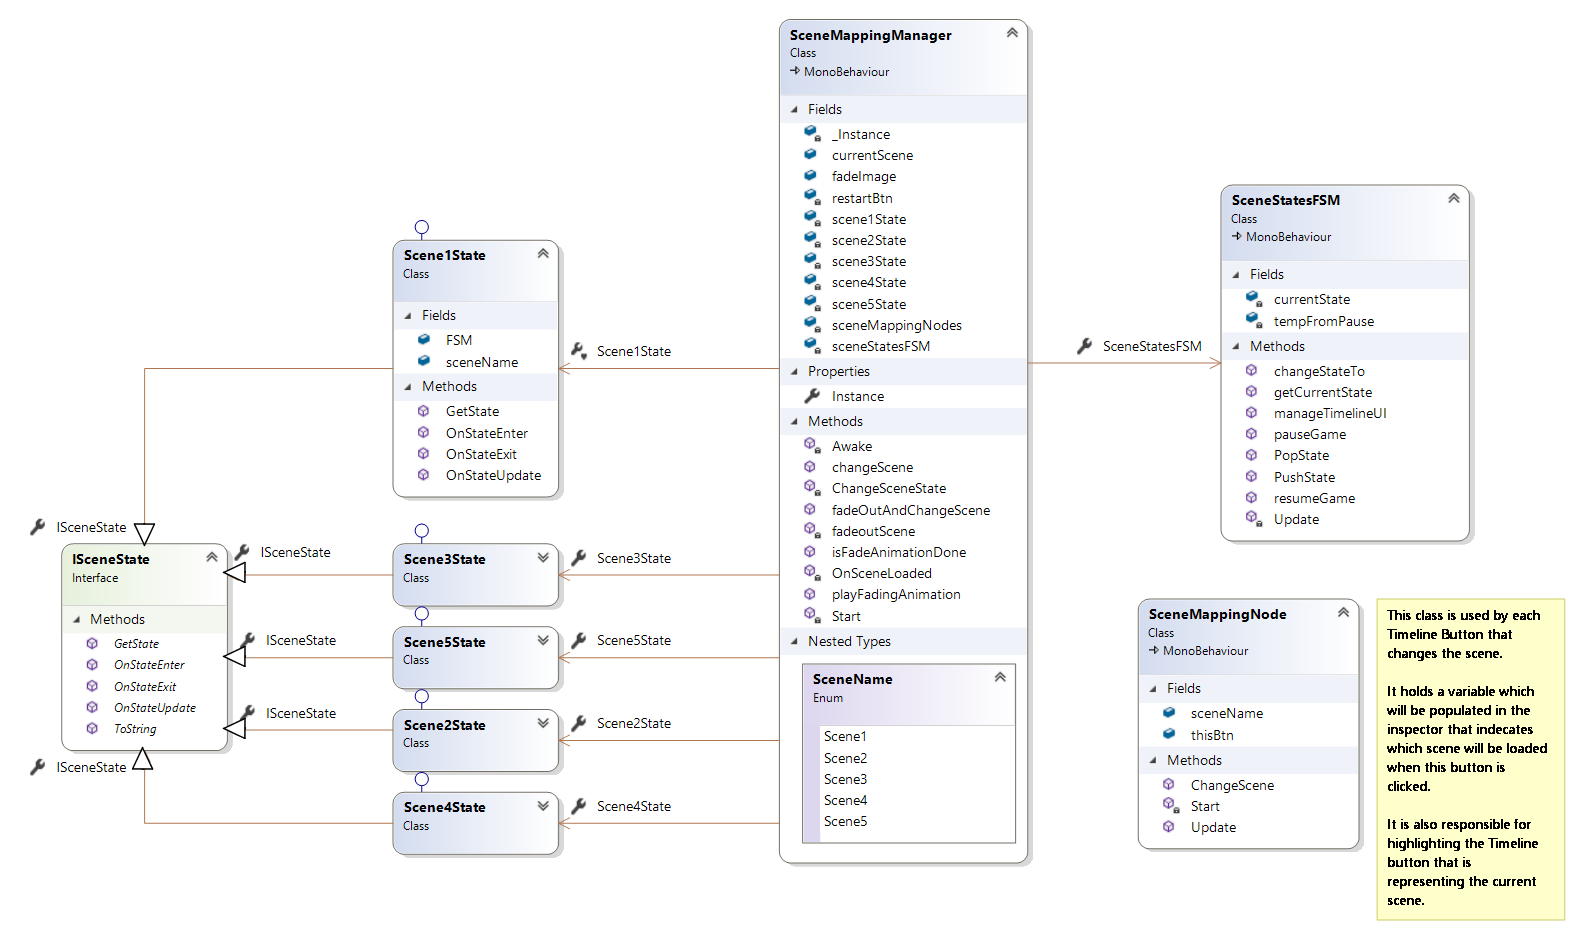 SceneMappingManager
Class
MonoBehaviour
Fields
_Instance
currentScene
fadeImage
restartBtn
scene1State
scene2State
scene3State
scene4State
scene5State
sceneMappingNodes
sceneStatesFSM
Properties
Instance
Methods
Awake
changeScene
ChangeSceneState
fadeOutAndChangeScene
fadeoutScene
isFadeAnimationDone
OnSceneLoaded
playFadingAnimation
Start
Nested Types
SceneName
Enum
Scene1
Scene2
Scene3
Scene4
Scene5
SceneStatesFSM
SceneStatesFSM
Class
MonoBehaviour
Fields
currentState
tempFromPause
Methods
changeStateTo
getCurrentState
manageTimelineUI
pauseGame
PopState
PushState
resumeGame
Update
Scene1State
Scene1State
Class
Fields
FSM
sceneName
Methods
GetState
OnStateEnter
OnStateExit
OnStateUpdate
ISceneState
ISceneState
Interface
Methods
GetState
OnStateEnter
OnStateExit
OnStateUpdate
ToString
ISceneState
Scene3State
Class
Scene3State
ISceneState
Scene5State
Class
Scene5State
ISceneState
Scene2State
Class
Scene2State
ISceneState
Scene4State
Class
Scene4State
SceneMappingNode
Class
MonoBehaviour
Fields
sceneName
thisBtn
Methods
ChangeScene
Start
Update
This class is used by each
Timeline Button that
changes the scene.
It holds a variable which
will be populated in the
inspector that indecates
which scene will be loaded
when this button is
clicked.
It is also responsible for
highlighting the Timeline
button that is
representing the current
scene.